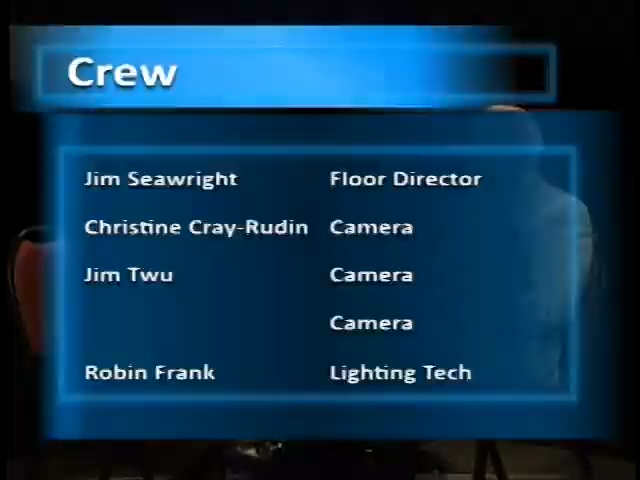 Crew
Jim Seawright Floor Director
Christine Cray-Rudin Camera
Jim Twu Camera
Camera
Robin Frank Lighting Tech